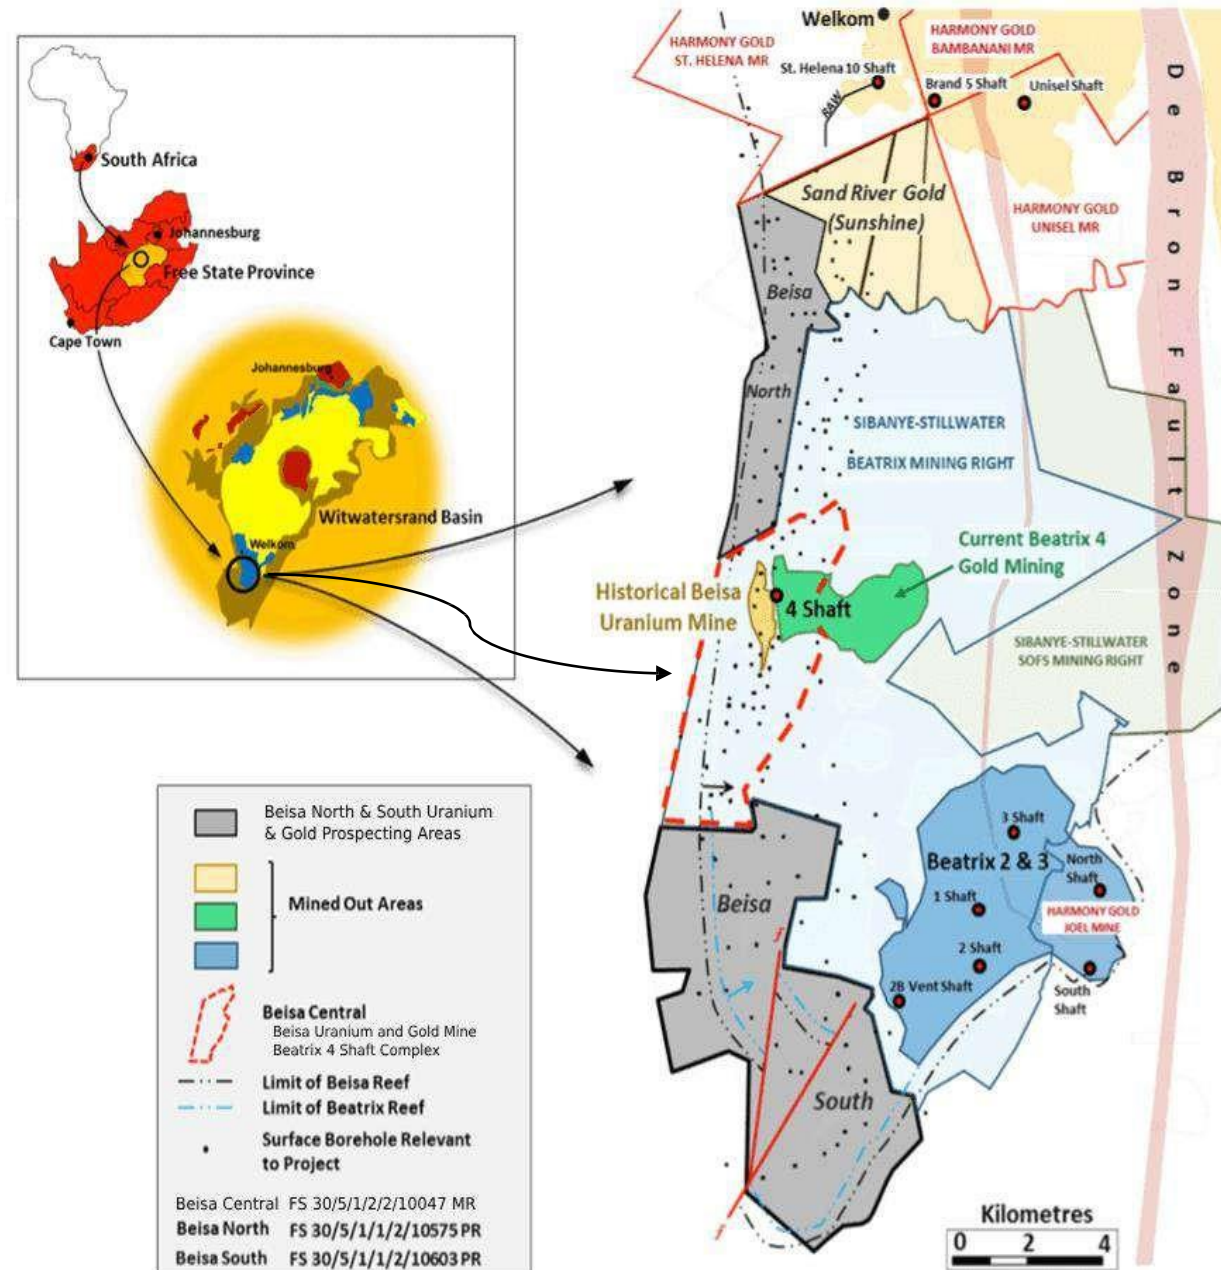 South Africa
Johannesburg
Free State Province
Cape Town
Johannesburg
Witwatersrand Basin
Welkom
Welkom
HARMONY GOLD
ST. HELENA MR
HARMONY GOLD
BAMBANANI MR
St. Helena 10 Shaft
Brand 5 Shaft
Unisel Shaft
RAW
Sand River Gold
(Sunshine)
HARMONY GOLD
UNISEL MR
De Bron Fault Zone
Beisa
North
SIBANYE-STILLWATER
BEATRIX MINING RIGHT
Current Beatrix 4
Gold Mining
Historical Beisa
Uranium Mine
4 Shaft
SIBANYE-STILLWATER
SOFS MINING RIGHT
3 Shaft
Beatrix 2 & 3
North
Shaft
1 Shaft
HARMONY GOLD
JOEL MINE
2 Shaft
2B Vent Shaft
South
Shaft
Beisa
South
f
f
Kilometres
0 2 4
Beisa North & South Uranium
& Gold Prospecting Areas
Mined Out Areas
Beisa Central
Beisa Uranium and Gold Mine
Beatrix 4 Shaft Complex
Limit of Beisa Reef
Limit of Beatrix Reef
Surface Borehole Relevant
to Project
Beisa Central FS 30/5/1/2/2/10047 MR
Beisa North FS 30/5/1/1/2/10575 PR
Beisa South FS 30/5/1/1/2/10603 PR